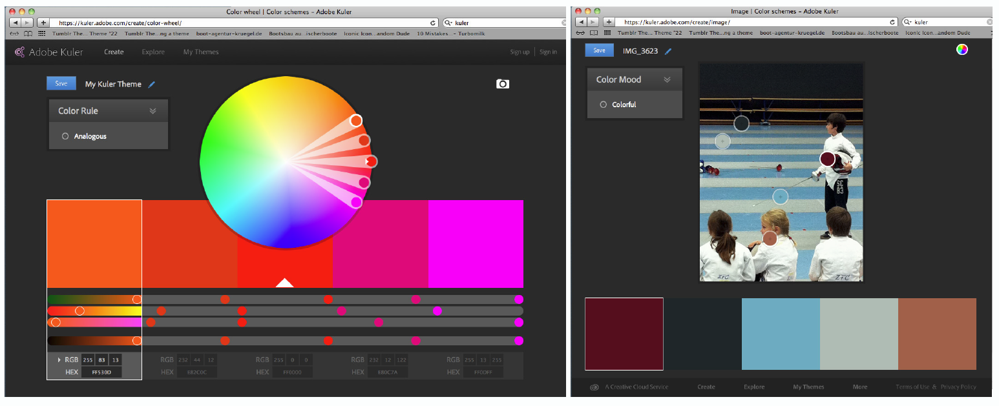 Color wheel | Color schemes – Adobe Kuler
https://kuler.adobe.com/create/color-wheel/
kuler
Tumblr The... Theme "22 Tumblr The...ng a theme boot-agentur-kruegel.de Bootsbau au...ischerboote Iconic Icon...andom Dude 10 Mistakes...- Turbomilk
Adobe Kuler Create Explore My Themes Sign up | Sign in
Save My Kuler Theme
Color Rule
Analogous
RGB 255 83 13 RGB 232 44 12 RGB 255 0 0 RGB 232 12 122 RGB 255 13 255
HEX FF530D HEX E82C0C HEX FF0000 HEX E80C7A HEX FF0DFF
Image | Color schemes – Adobe Kuler
https://kuler.adobe.com/create/image/
kuler
Tumblr The... Theme "22 Tumblr The...ng a theme boot-agentur-kruegel.de Bootsbau au...ischerboote Iconic Icon...andom Dude
Save IMG_3623
Color Mood
Colorful
SC
83
ZFC ZFC
A Creative Cloud Service Create Explore My Themes More Terms of Use & Privacy Policy